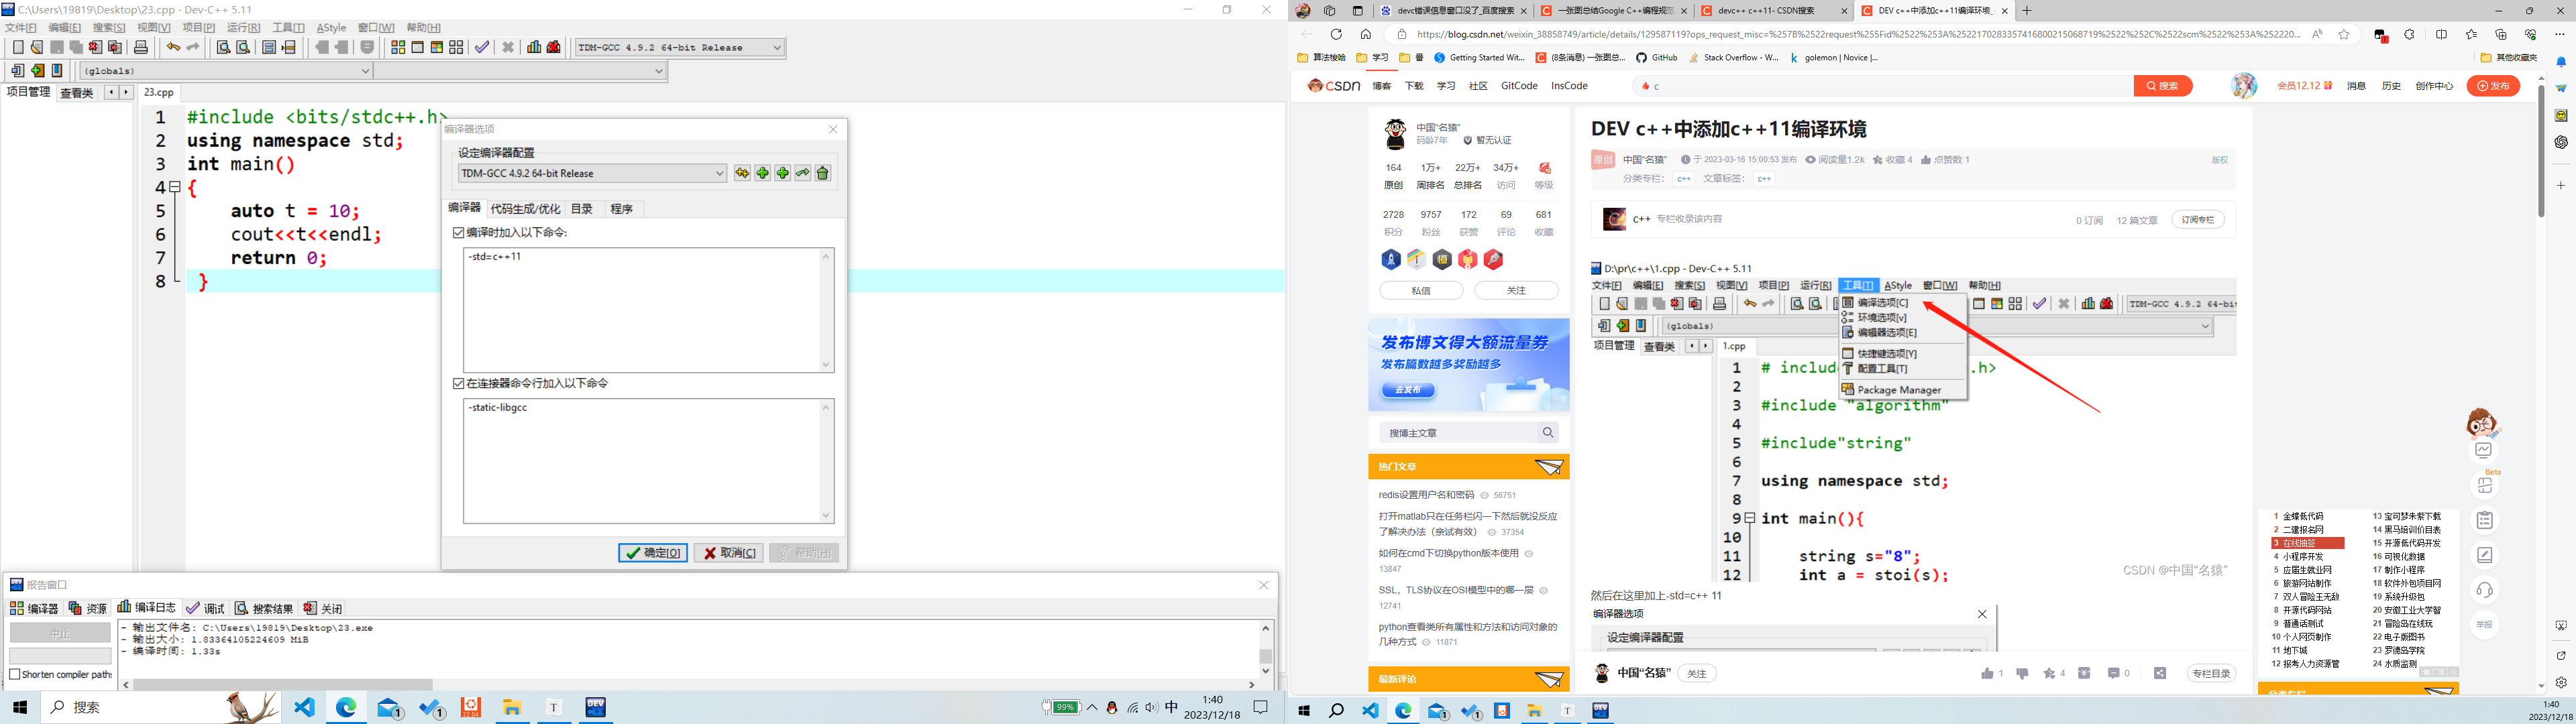 C:\Users\19819\Desktop\23.cpp - Dev-C++ 5.11
文件[F] 编辑[E] 搜索[S] 视图[V] 项目[P] 运行[R] 工具[T] AStyle 窗口[W] 帮助[H]
TDM-GCC 4.9.2 64-bit Release
(globals)
项目管理 查看类
23.cpp
1 #include <bits/stdc++.h>
2 using namespace std;
3 int main()
4 {
5 auto t = 10;
6 cout<<t<<endl;
7 return 0;
8 }
编译器选项
设定编译器配置
TDM-GCC 4.9.2 64-bit Release
编译器 代码生成/优化 目录 程序
编译时加入以下命令:
-std=c++11
在连接器命令行加入以下命令
-static-libgcc
确定[O] 取消[C] 帮助[H]
报告窗口
编译器 资源 编译日志 调试 搜索结果 关闭
中止
Shorten compiler paths
- 输出文件名: C:\Users\19819\Desktop\23.exe
- 输出大小: 1.83364105224609 MiB
- 编译时间: 1.33s
搜索
22.04
99%
中
1:40
2023/12/18
devc错误信息窗口没了_百度搜索
一张图总结Google C++编程规范
devc++ c++11- CSDN搜索
DEV c++中添加c++11编译环境_
https://blog.csdn.net/weixin_38858749/article/details/129587119?ops_request_misc=%257B%2522request%255Fid%2522%253A%2522170283357416800215068719%2522%252C%2522scm%2522%253A%252220...
算法梭哈 学习 番 Getting Started Wit... (8条消息) 一张图总... GitHub Stack Overflow - W... golemon | Novice |... 其他收藏夹
CSDN 博客 下载 学习 社区 GitCode InsCode
c
搜索
会员12.12 消息 历史 创作中心 发布
中国“名猿”
码龄7年 暂无认证
164 1万+ 22万+ 34万+
原创 周排名 总排名 访问 等级
2728 9757 172 69 681
积分 粉丝 获赞 评论 收藏
私信 关注
发布博文得大额流量券
发布篇数越多奖励越多
去发布
搜博主文章
热门文章
redis设置用户名和密码 56751
打开matlab只在任务栏闪一下然后就没反应了解决办法（亲试有效） 37354
如何在cmd下切换python版本使用
13847
SSL，TLS协议在OSI模型中的哪一层
12741
python查看类所有属性和方法和访问对象的几种方式 11871
最新评论
DEV c++中添加c++11编译环境
原创 中国“名猿” 于 2023-03-16 15:00:53 发布 阅读量1.2k 收藏 4 点赞数 1 版权
分类专栏： c++ 文章标签： c++
c++ 专栏收录该内容 0 订阅 12 篇文章 订阅专栏
D:\pr\c++\1.cpp - Dev-C++ 5.11
文件[F] 编辑[E] 搜索[S] 视图[V] 项目[P] 运行[R] 工具[T] AStyle 窗口[W] 帮助[H]
TDM-GCC 4.9.2 64-bit
(globals)
项目管理 查看类
1.cpp
编译选项[C]
环境选项[v]
编辑器选项[E]
快捷键选项[Y]
配置工具[T]
Package Manager
1 # includ .h>
2
3 #include "algorithm"
4
5 #include"string"
6
7 using namespace std;
8
9 int main(){
10
11 string s="8";
12 int a = stoi(s);
CSDN @中国“名猿”
然后在这里加上-std=c++ 11
编译器选项
设定编译器配置
中国“名猿” 关注
1 4 0 专栏目录
Beta
举报
1 金蝶低代码
2 二建报名网
3 在线抽签
4 小程序开发
5 应届生就业网
6 旅游网站制作
7 双人冒险王无敌
8 开源代码网站
9 普通话测试
10 个人网页制作
11 地下城
12 报考人力资源管
13 宝可梦朱紫下载
14 黑马培训价目表
15 开源低代码开发
16 可视化数据
17 制作小程序
18 软件外包项目网
19 系统升级包
20 安徽工业大学智
21 冒险岛在线玩
22 电子版图书
23 罗德岛学院
24 水质监测
分类专栏
1:40
2023/12/18